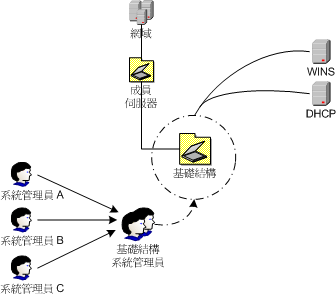 網域
WINS
成員
伺服器
DHCP
基礎結構
系統管理員 A
系統管理員 B
基礎結構
系統管理員
系統管理員 C